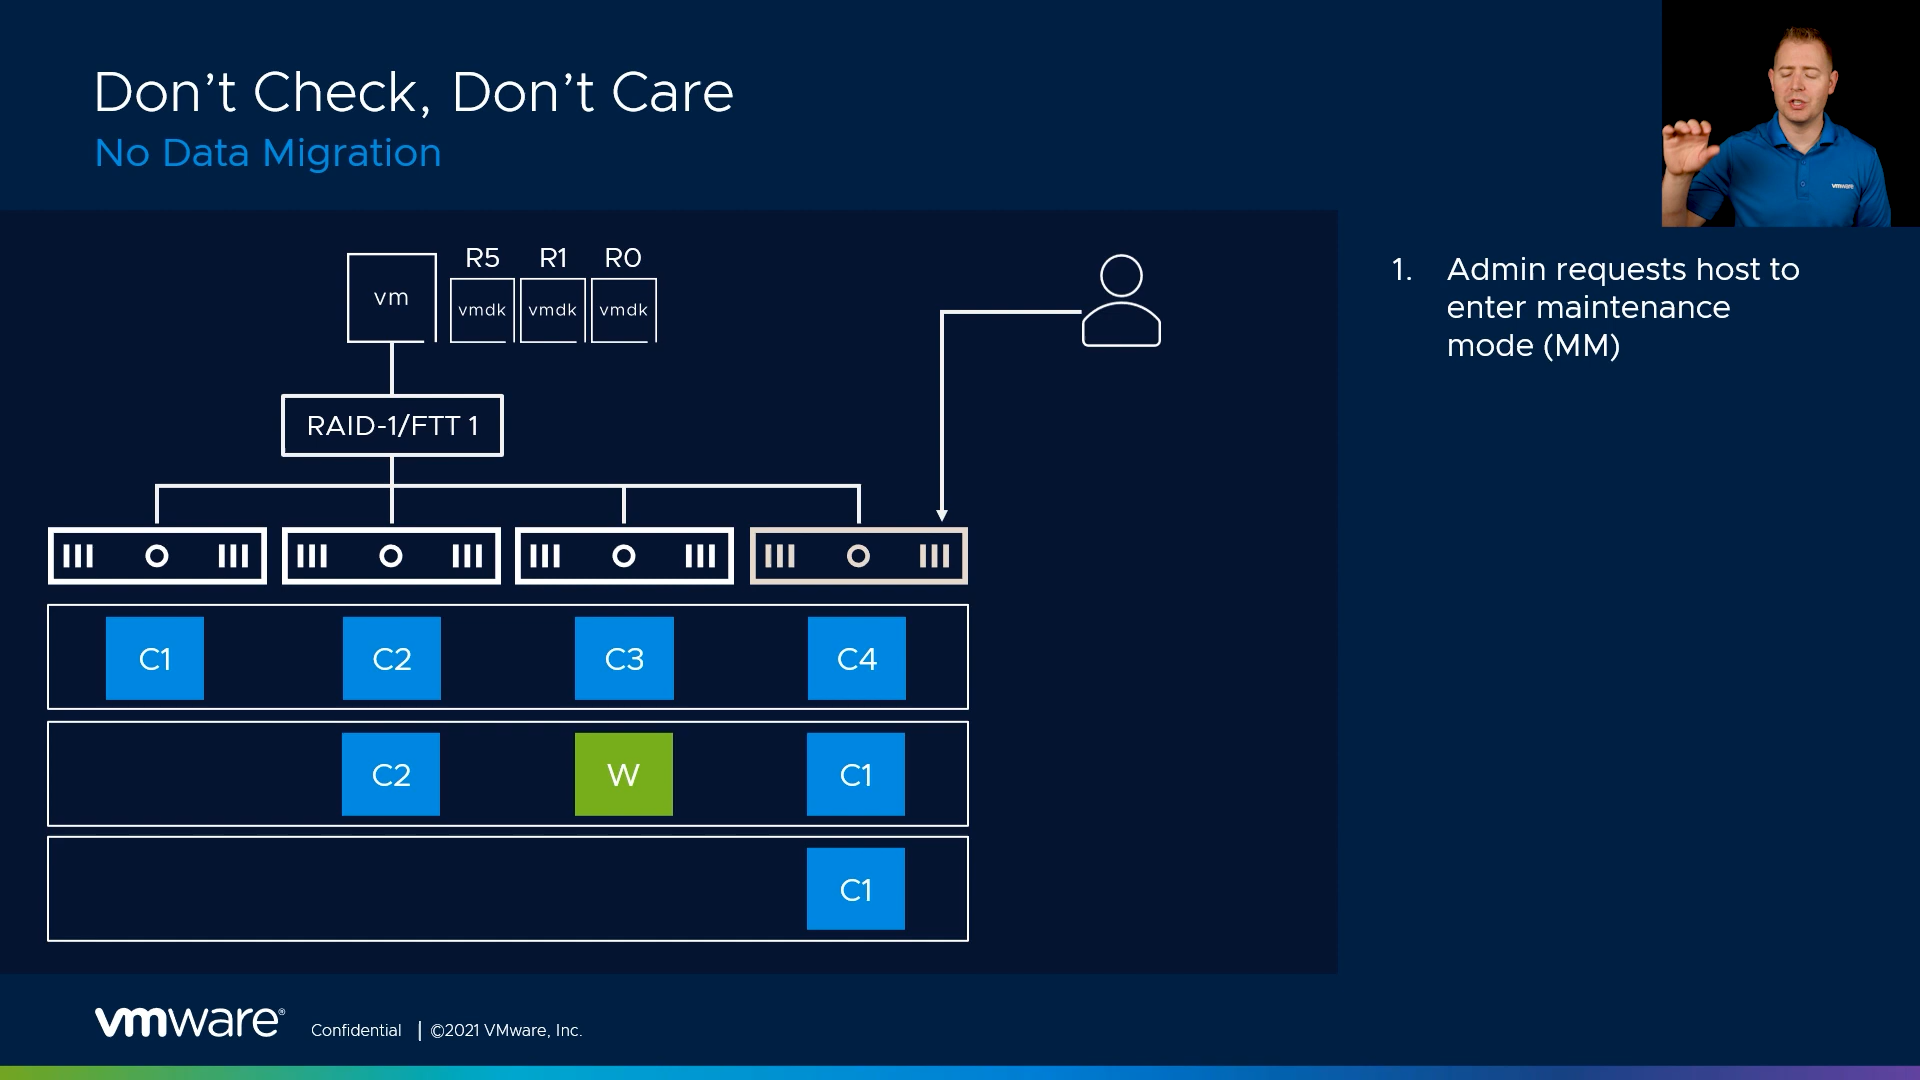 Don't Check, Don't Care
No Data Migration
vmware
vm
R5 R1 R0
vmdk vmdk vmdk
RAID-1/FTT 1
1. Admin requests host to
enter maintenance
mode (MM)
C1 C2 C3 C4
C2 W C1
C1
vmware® Confidential | ©2021 VMware, Inc.